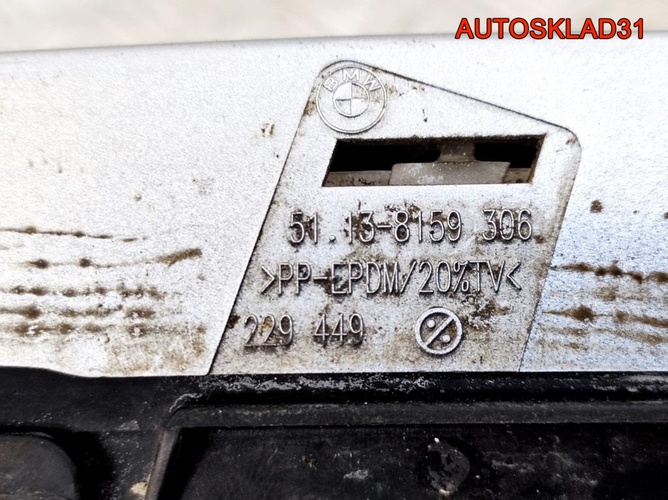 AUTOSKLAD31
BMW
51.13-8159 306
>PP-EPDM/20%TV<
229 449